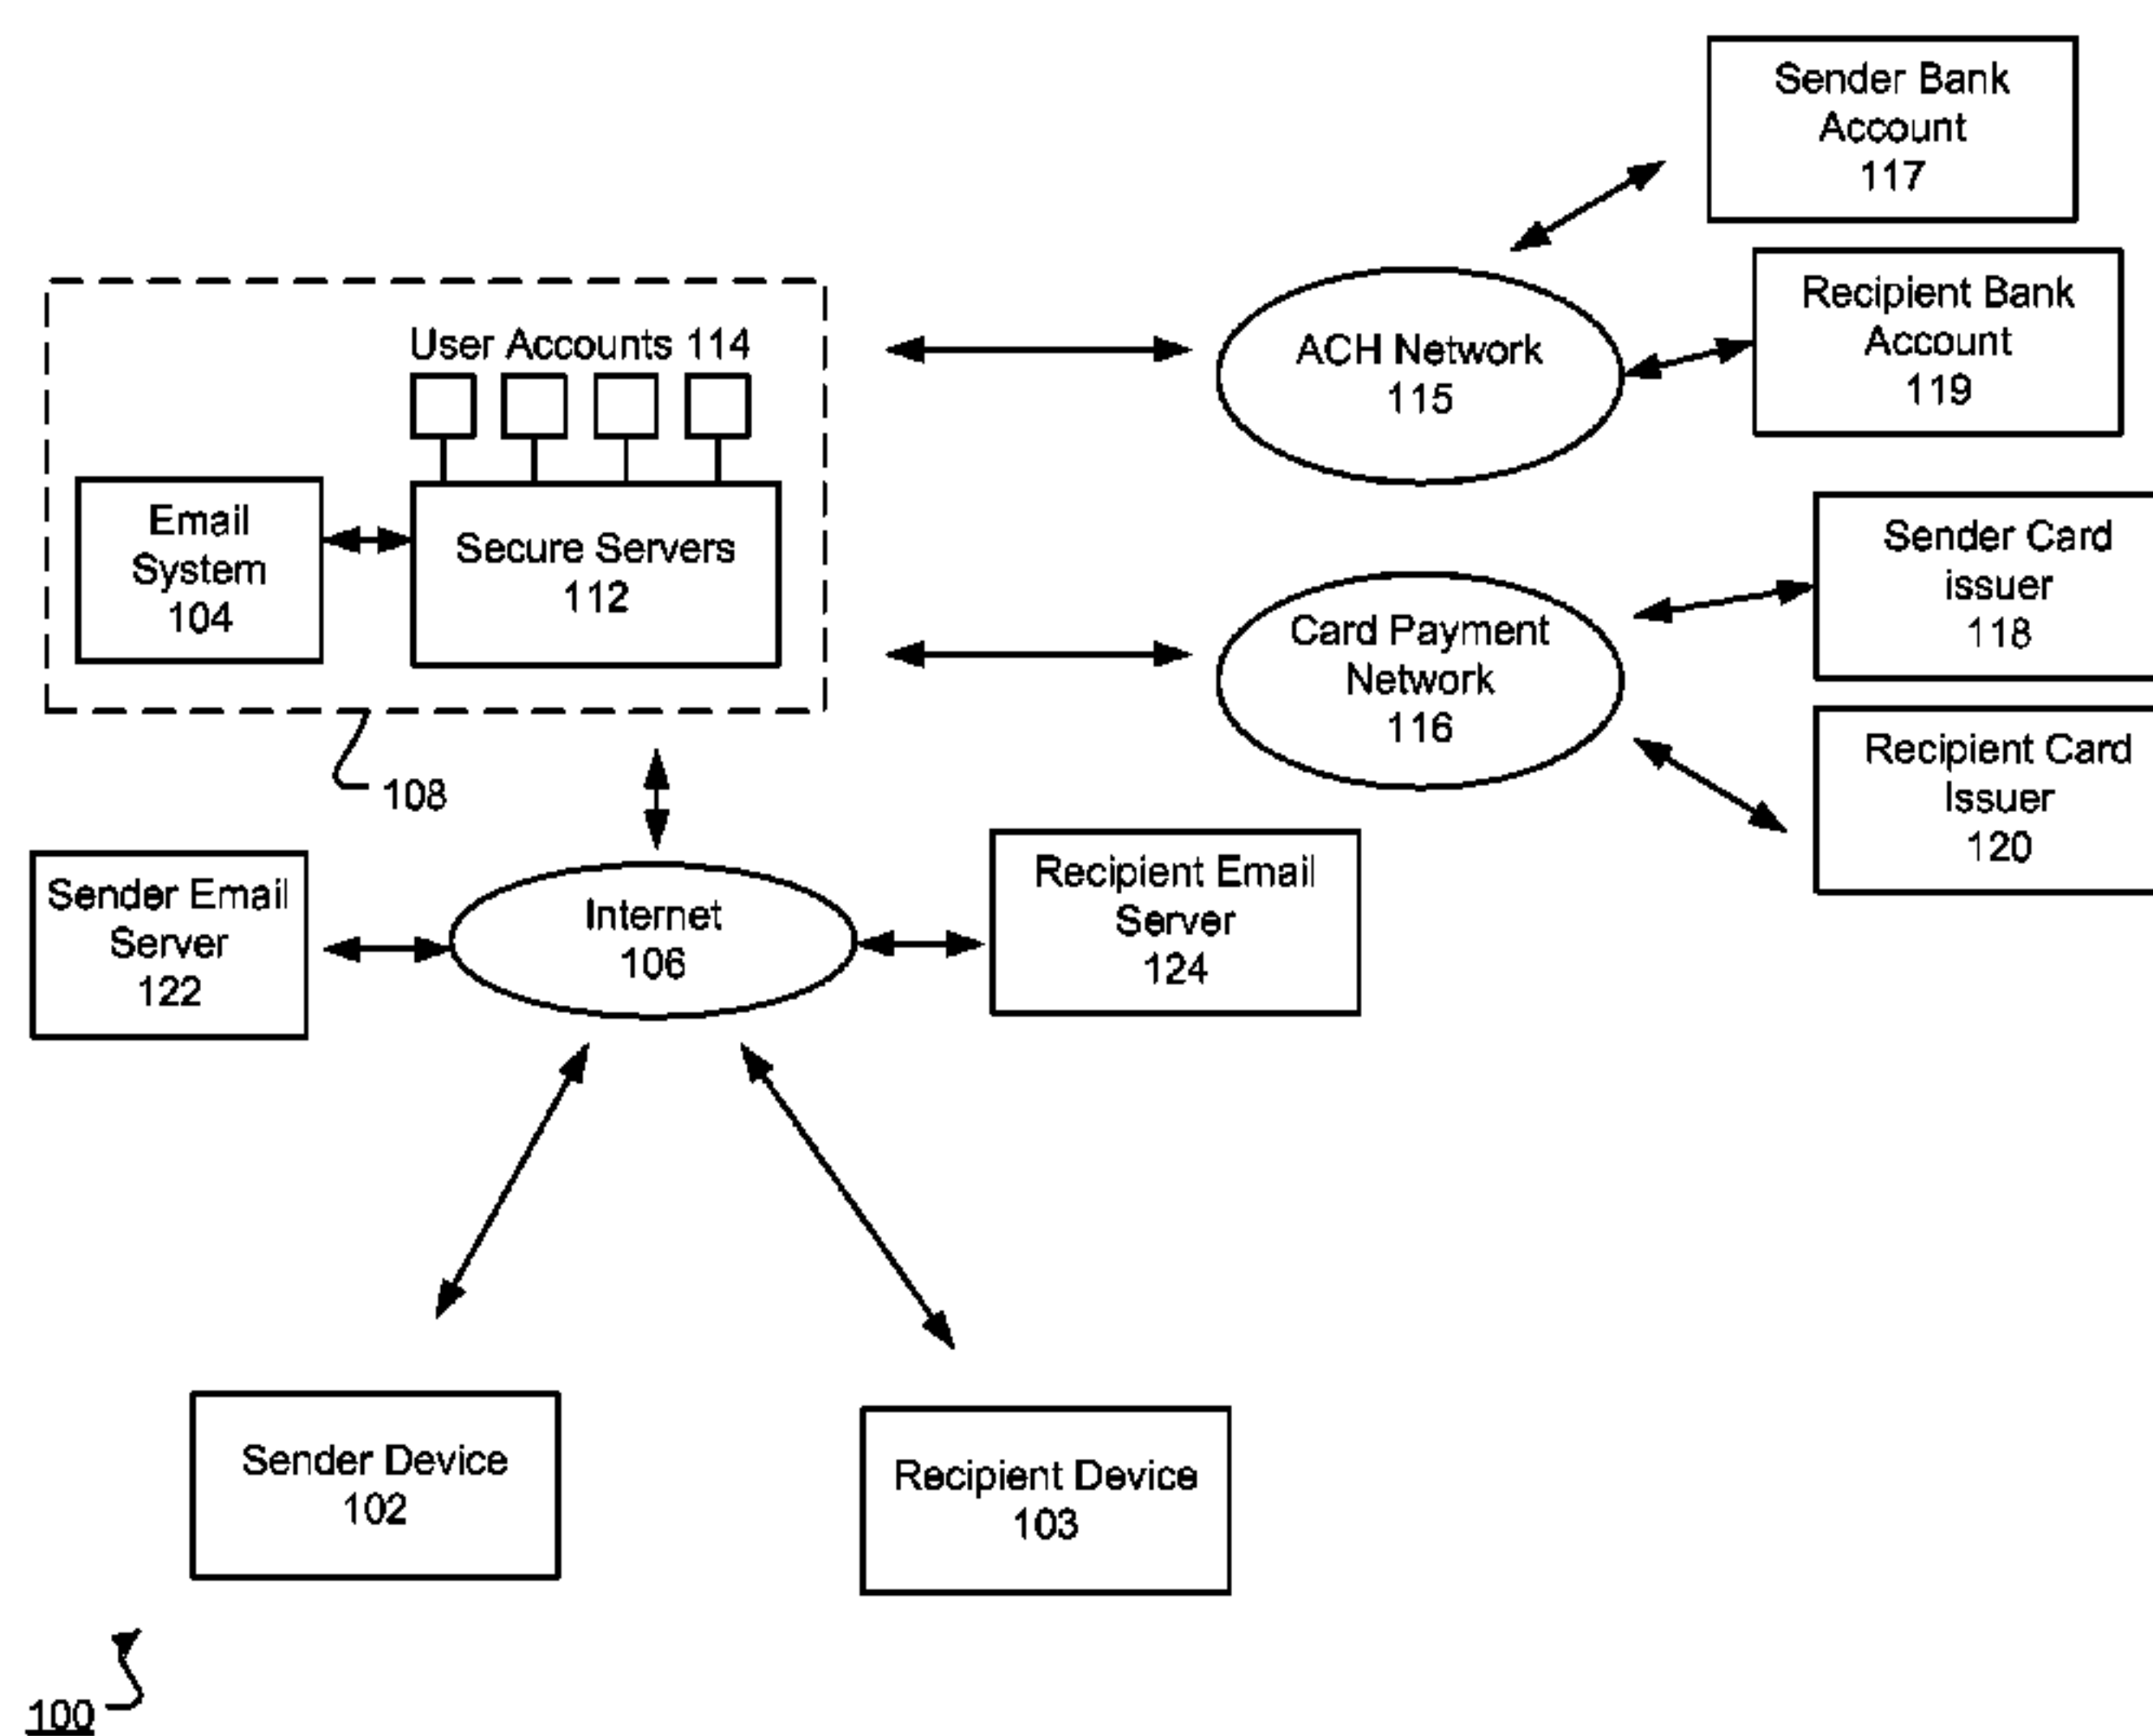 Sender Bank
Account
117
Recipient Bank
Account
119
User Accounts 114
ACH Network
115
Email
System
104
Secure Servers
112
Sender Card
issuer
118
Card Payment
Network
116
Recipient Card
Issuer
120
108
Sender Email
Server
122
Internet
106
Recipient Email
Server
124
Sender Device
102
Recipient Device
103
100